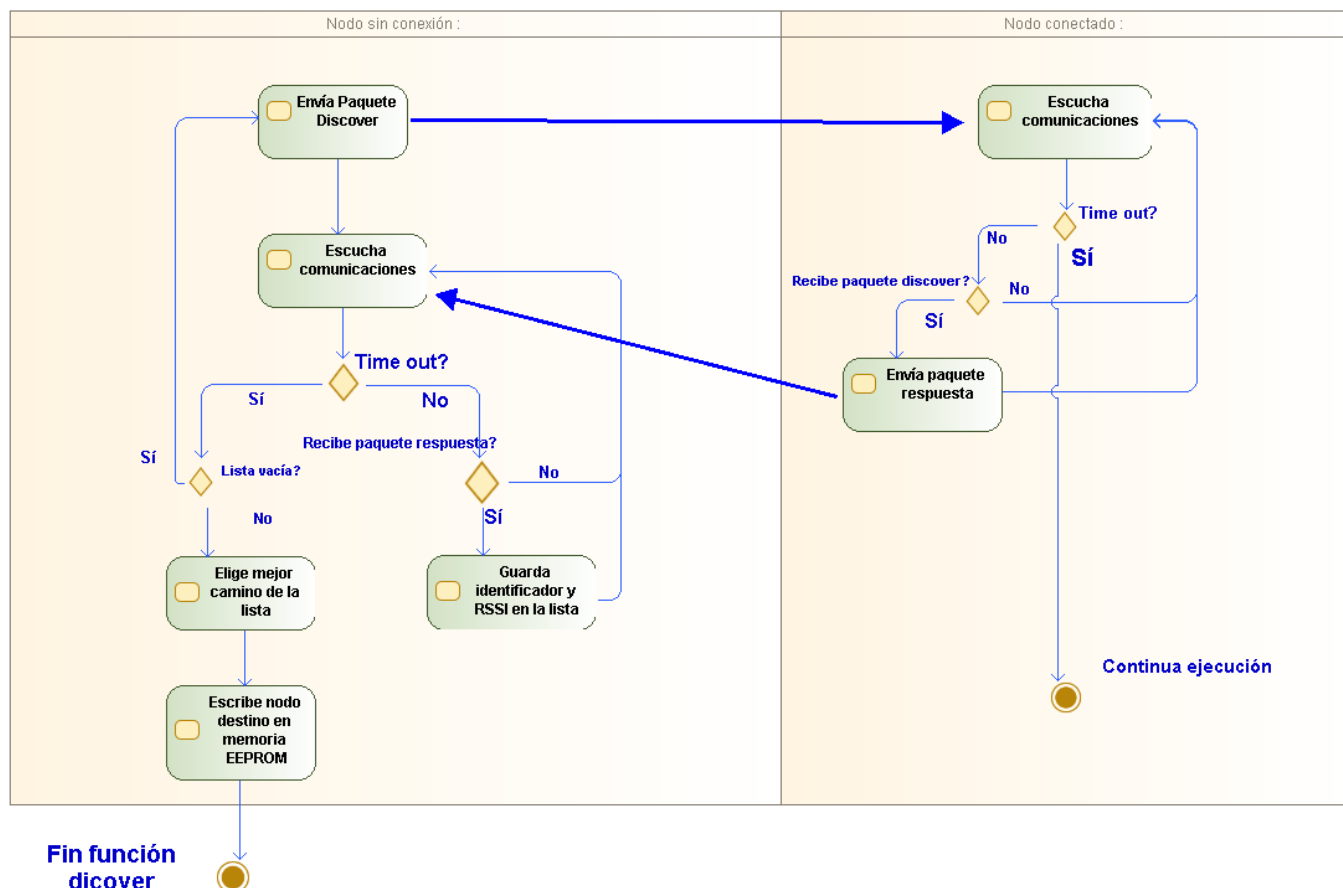 Nodo sin conexión :
Nodo conectado :
Envía Paquete
Discover
Escucha
comunicaciones
Time out?
Sí
No
Recibe paquete respuesta?
Sí
Lista vacía?
No
Sí
No
Elige mejor
camino de la
lista
Guarda
identificador y
RSSI en la lista
Escribe nodo
destino en
memoria
EEPROM
Fin función
dicover
Escucha
comunicaciones
Time out?
No
Sí
Recibe paquete discover?
No
Sí
Envía paquete
respuesta
Continua ejecución